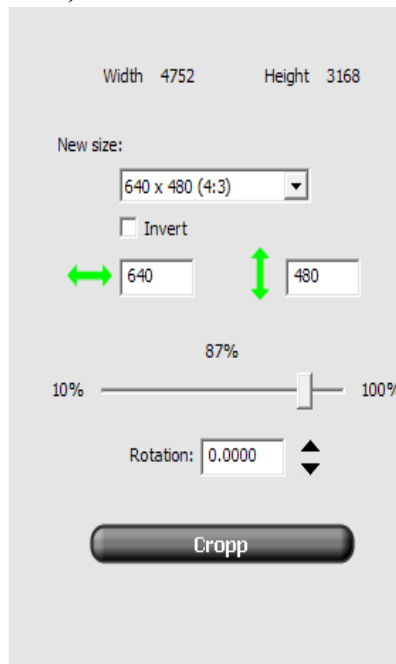 Width 4752 Height 3168
New size:
640 x 480 (4:3)
Invert
640 480
87%
10% 100%
Rotation: 0.0000
Cropp